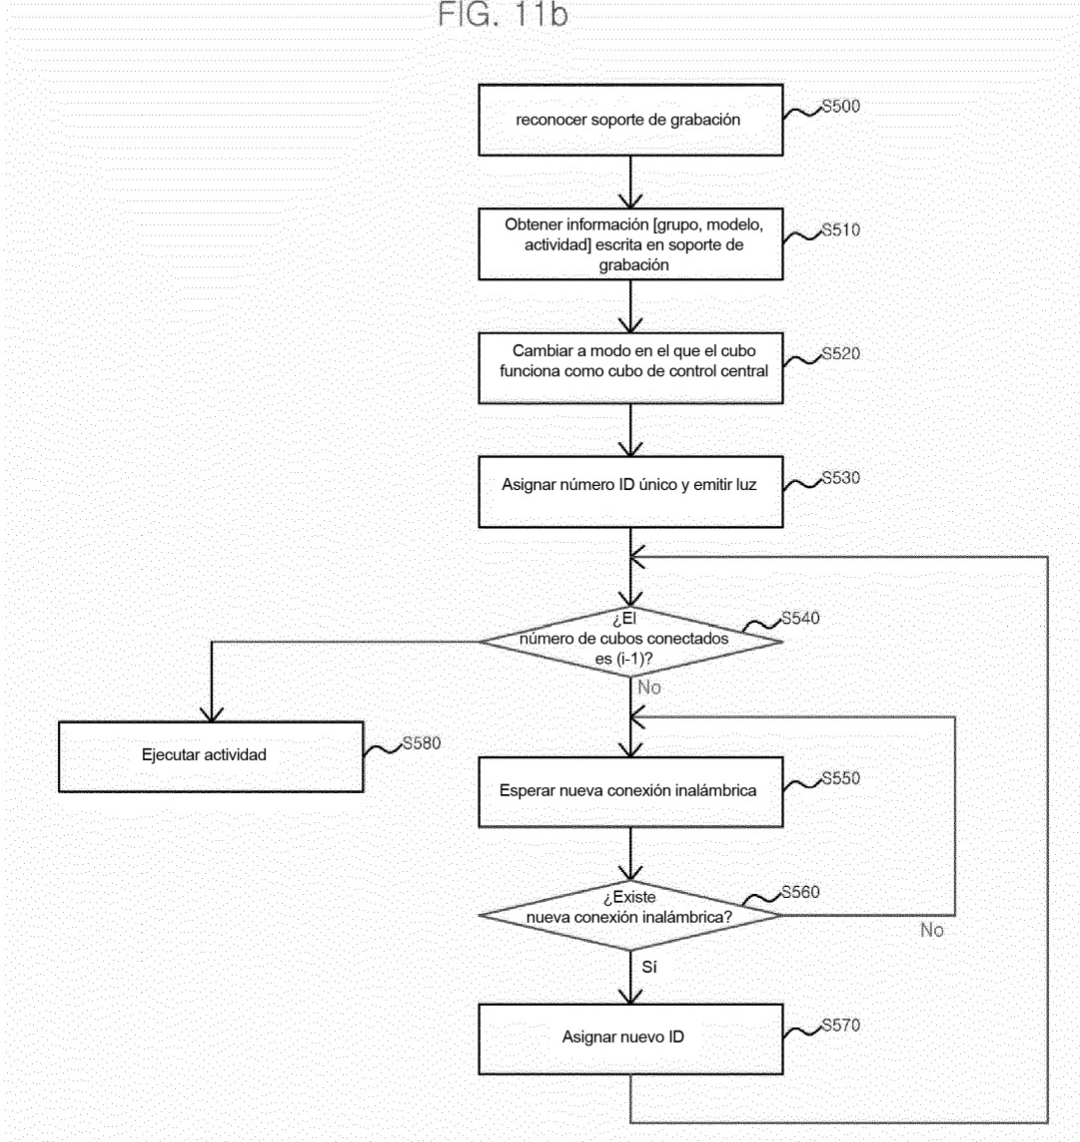 FIG. 11b
reconocer soporte de grabación
S500
Obtener información [grupo, modelo,
actividad] escrita en soporte de
grabación
S510
Cambiar a modo en el que el cubo
funciona como cubo de control central
S520
Asignar número ID único y emitir luz
S530
¿El
número de cubos conectados
es (i-1)?
S540
No
Ejecutar actividad
S580
Esperar nueva conexión inalámbrica
S550
¿Existe
nueva conexión inalámbrica?
S560
No
Sí
Asignar nuevo ID
S570